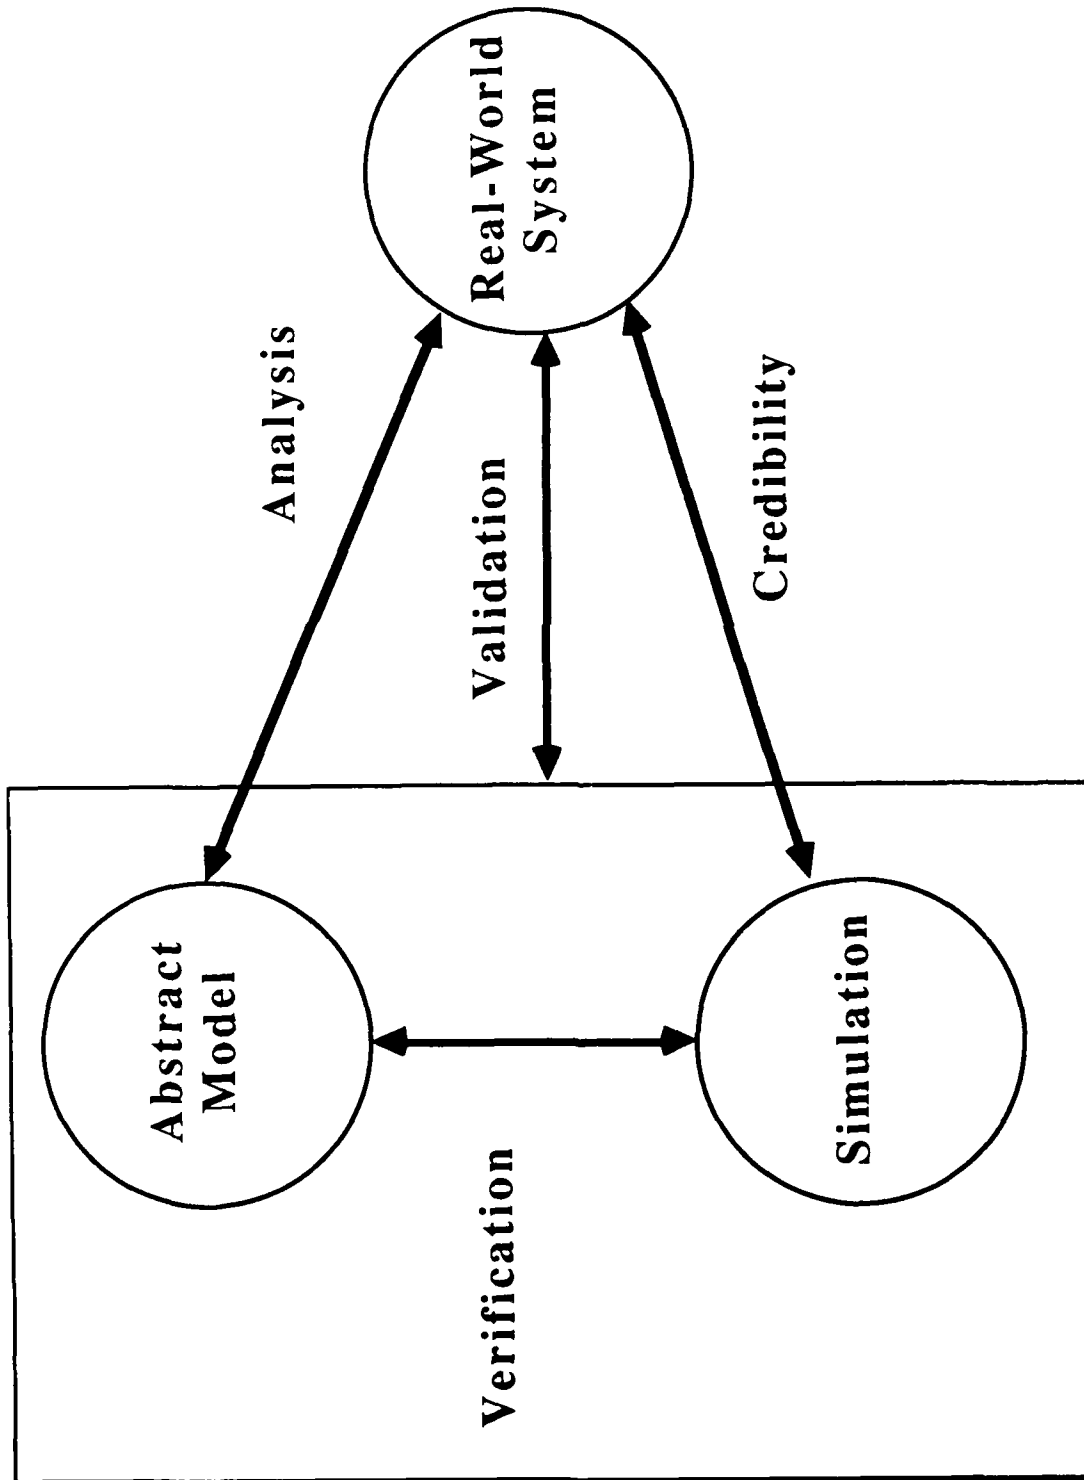 Real-World
System
Analysis
Validation
Credibility
Abstract
Model
Simulation
Verification